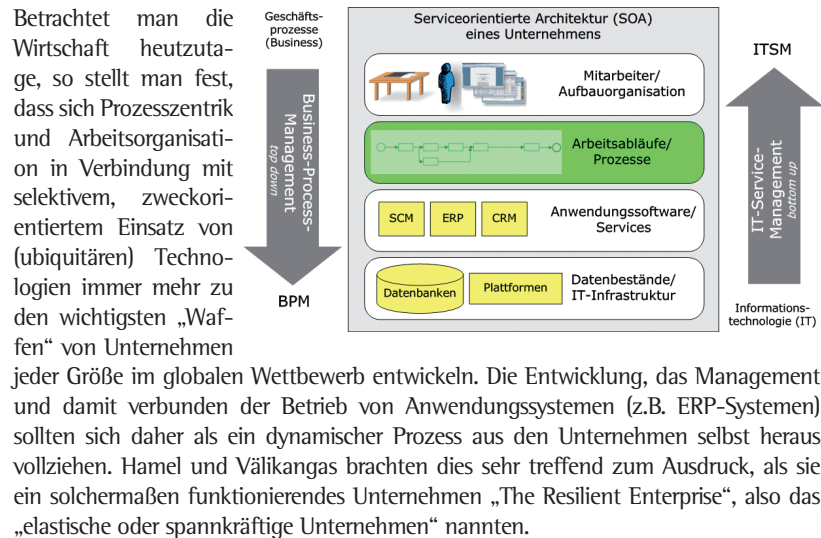 Betrachtet man die
Wirtschaft heutzuta-
ge, so stellt man fest,
dass sich Prozesszentrik
und Arbeitsorganisati-
on in Verbindung mit
selektivem, zweckori-
entiertem Einsatz von
(ubiquitären) Techno-
logien immer mehr zu
den wichtigsten „Waf-
fen“ von Unternehmen
jeder Größe im globalen Wettbewerb entwickeln. Die Entwicklung, das Management
und damit verbunden der Betrieb von Anwendungssystemen (z.B. ERP-Systemen)
sollten sich daher als ein dynamischer Prozess aus den Unternehmen selbst heraus
vollziehen. Hamel und Välikangas brachten dies sehr treffend zum Ausdruck, als sie
ein solchermaßen funktionierendes Unternehmen „The Resilient Enterprise“, also das
„elastische oder spannkräftige Unternehmen“ nannten.
Geschäfts-
prozesse
(Business)
Business-Process-
Management
top down
BPM
Serviceorientierte Architektur (SOA)
eines Unternehmens
Mitarbeiter/
Aufbauorganisation
Arbeitsabläufe/
Prozesse
SCM
ERP
CRM
Anwendungssoftware/
Services
Datenbanken
Plattformen
Datenbestände/
IT-Infrastruktur
ITSM
IT-Service-
Management
bottom up
Informations-
technologie (IT)